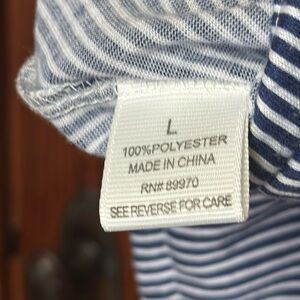 L
100%POLYESTER
MADE IN CHINA
RN# 89970
SEE REVERSE FOR CARE